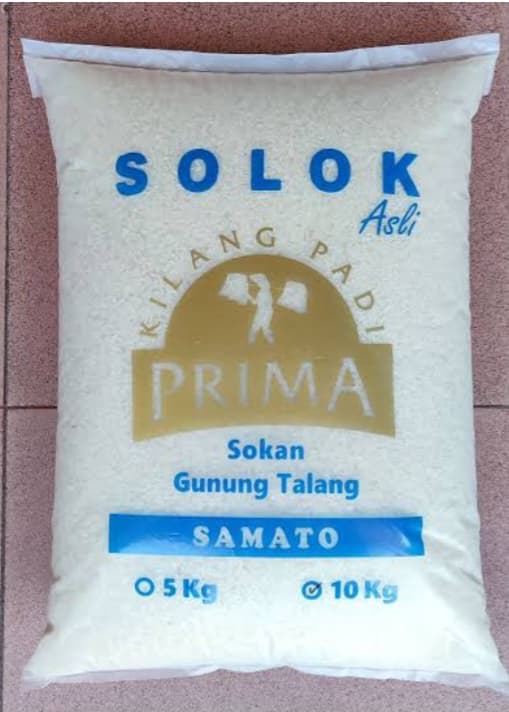 SOLOK
Asli
KILANG PADI
PRIMA
Sokan
Gunung Talang
SAMATO
5 Kg
10 Kg